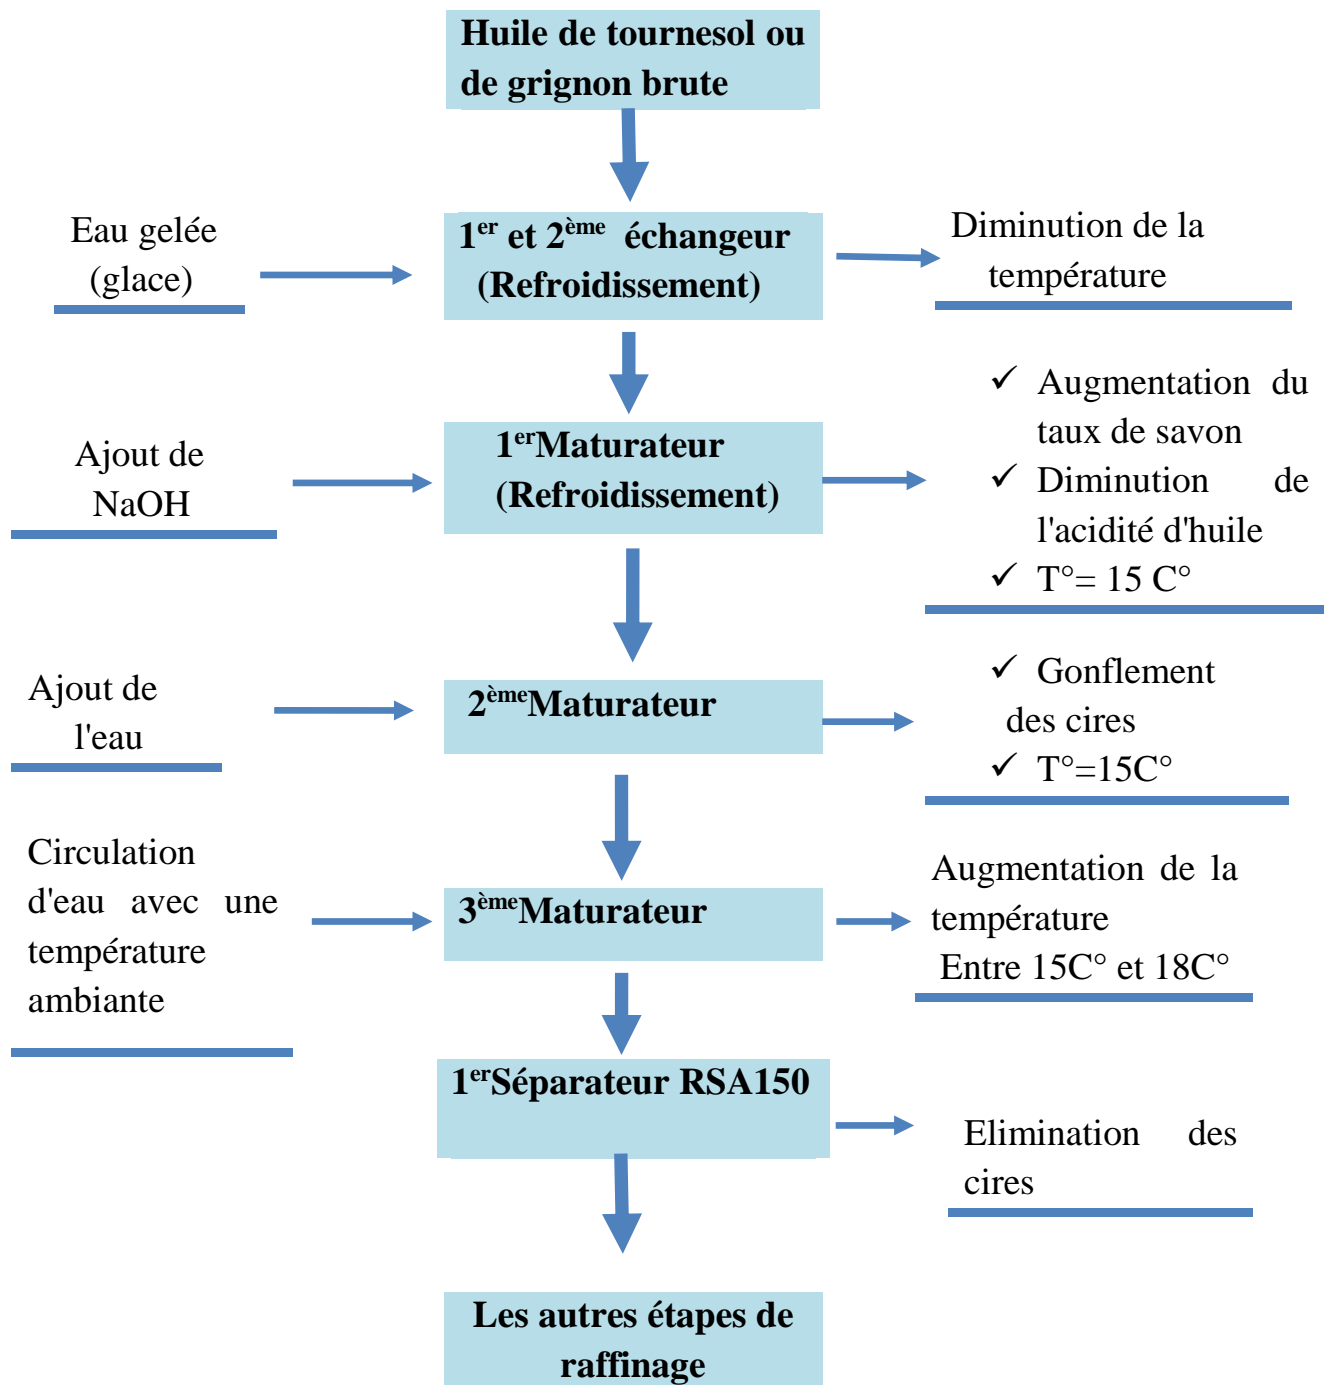 Huile de tournesol ou
de grignon brute
Eau gelée
(glace)
1er et 2ème échangeur
(Refroidissement)
Diminution de la
température
Ajout de
NaOH
1erMaturateur
(Refroidissement)
✓ Augmentation du
taux de savon
✓ Diminution de
l'acidité d'huile
✓ T°= 15 C°
Ajout de
l'eau
2èmeMaturateur
✓ Gonflement
des cires
✓ T°=15C°
Circulation
d'eau avec une
température
ambiante
3èmeMaturateur
Augmentation de la
température
Entre 15C° et 18C°
1erSéparateur RSA150
Elimination des
cires
Les autres étapes de
raffinage